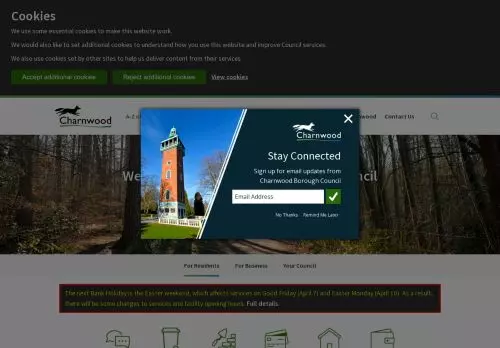 Cookies
We use some essential cookies to make this website work.
We would also like to set additional cookies to understand how you use this website and improve Council services.
We also use cookies set by other sites to help us deliver content from their services.
Accept additional cookies
Reject additional cookies
View cookies
Charnwood
A-Z
Contact Us
Charnwood
Stay Connected
Sign up for email updates from
Charnwood Borough Council
Email Address
No Thanks
Remind Me Later
For Residents
For Business
Your Council
The next Bank Holiday is the Easter weekend, which affects services on Good Friday (April 7) and Easter Monday (April 10). As a result,
there will be some changes to services and facility opening hours. Full details.